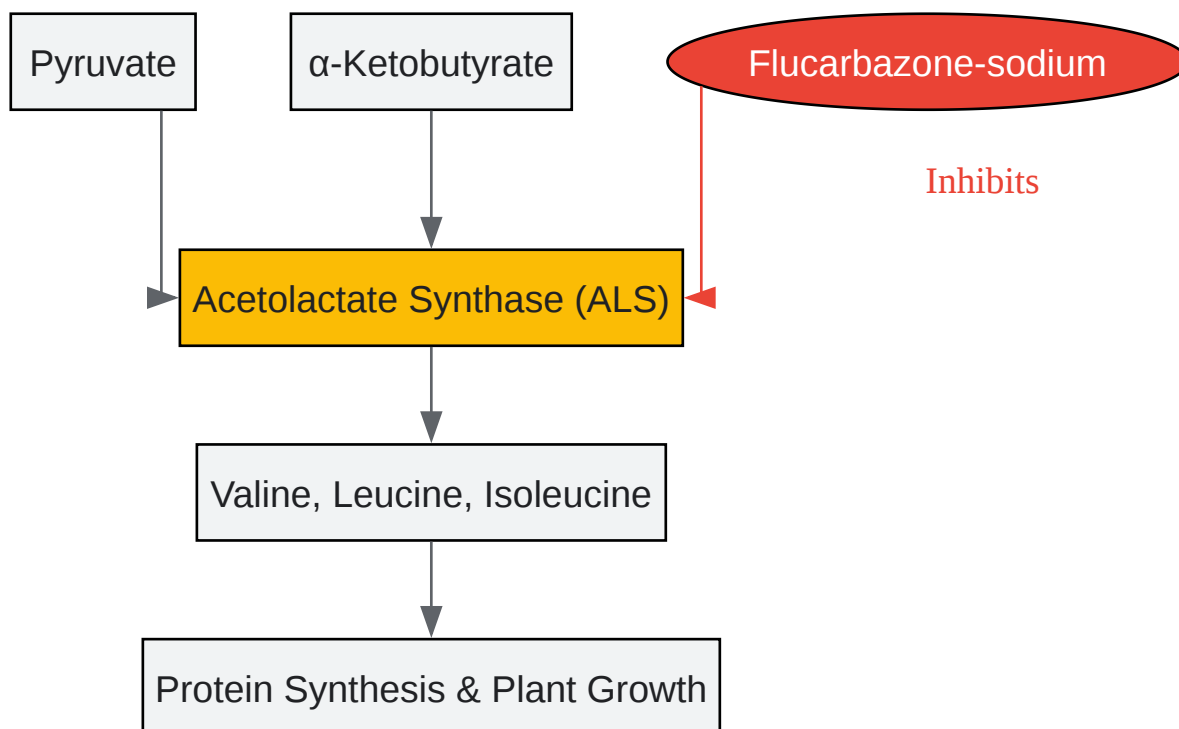 Pyruvate
α-Ketobutyrate
Flucarbazone-sodium
Inhibits
Acetolactate Synthase (ALS)
Valine, Leucine, Isoleucine
Protein Synthesis & Plant Growth